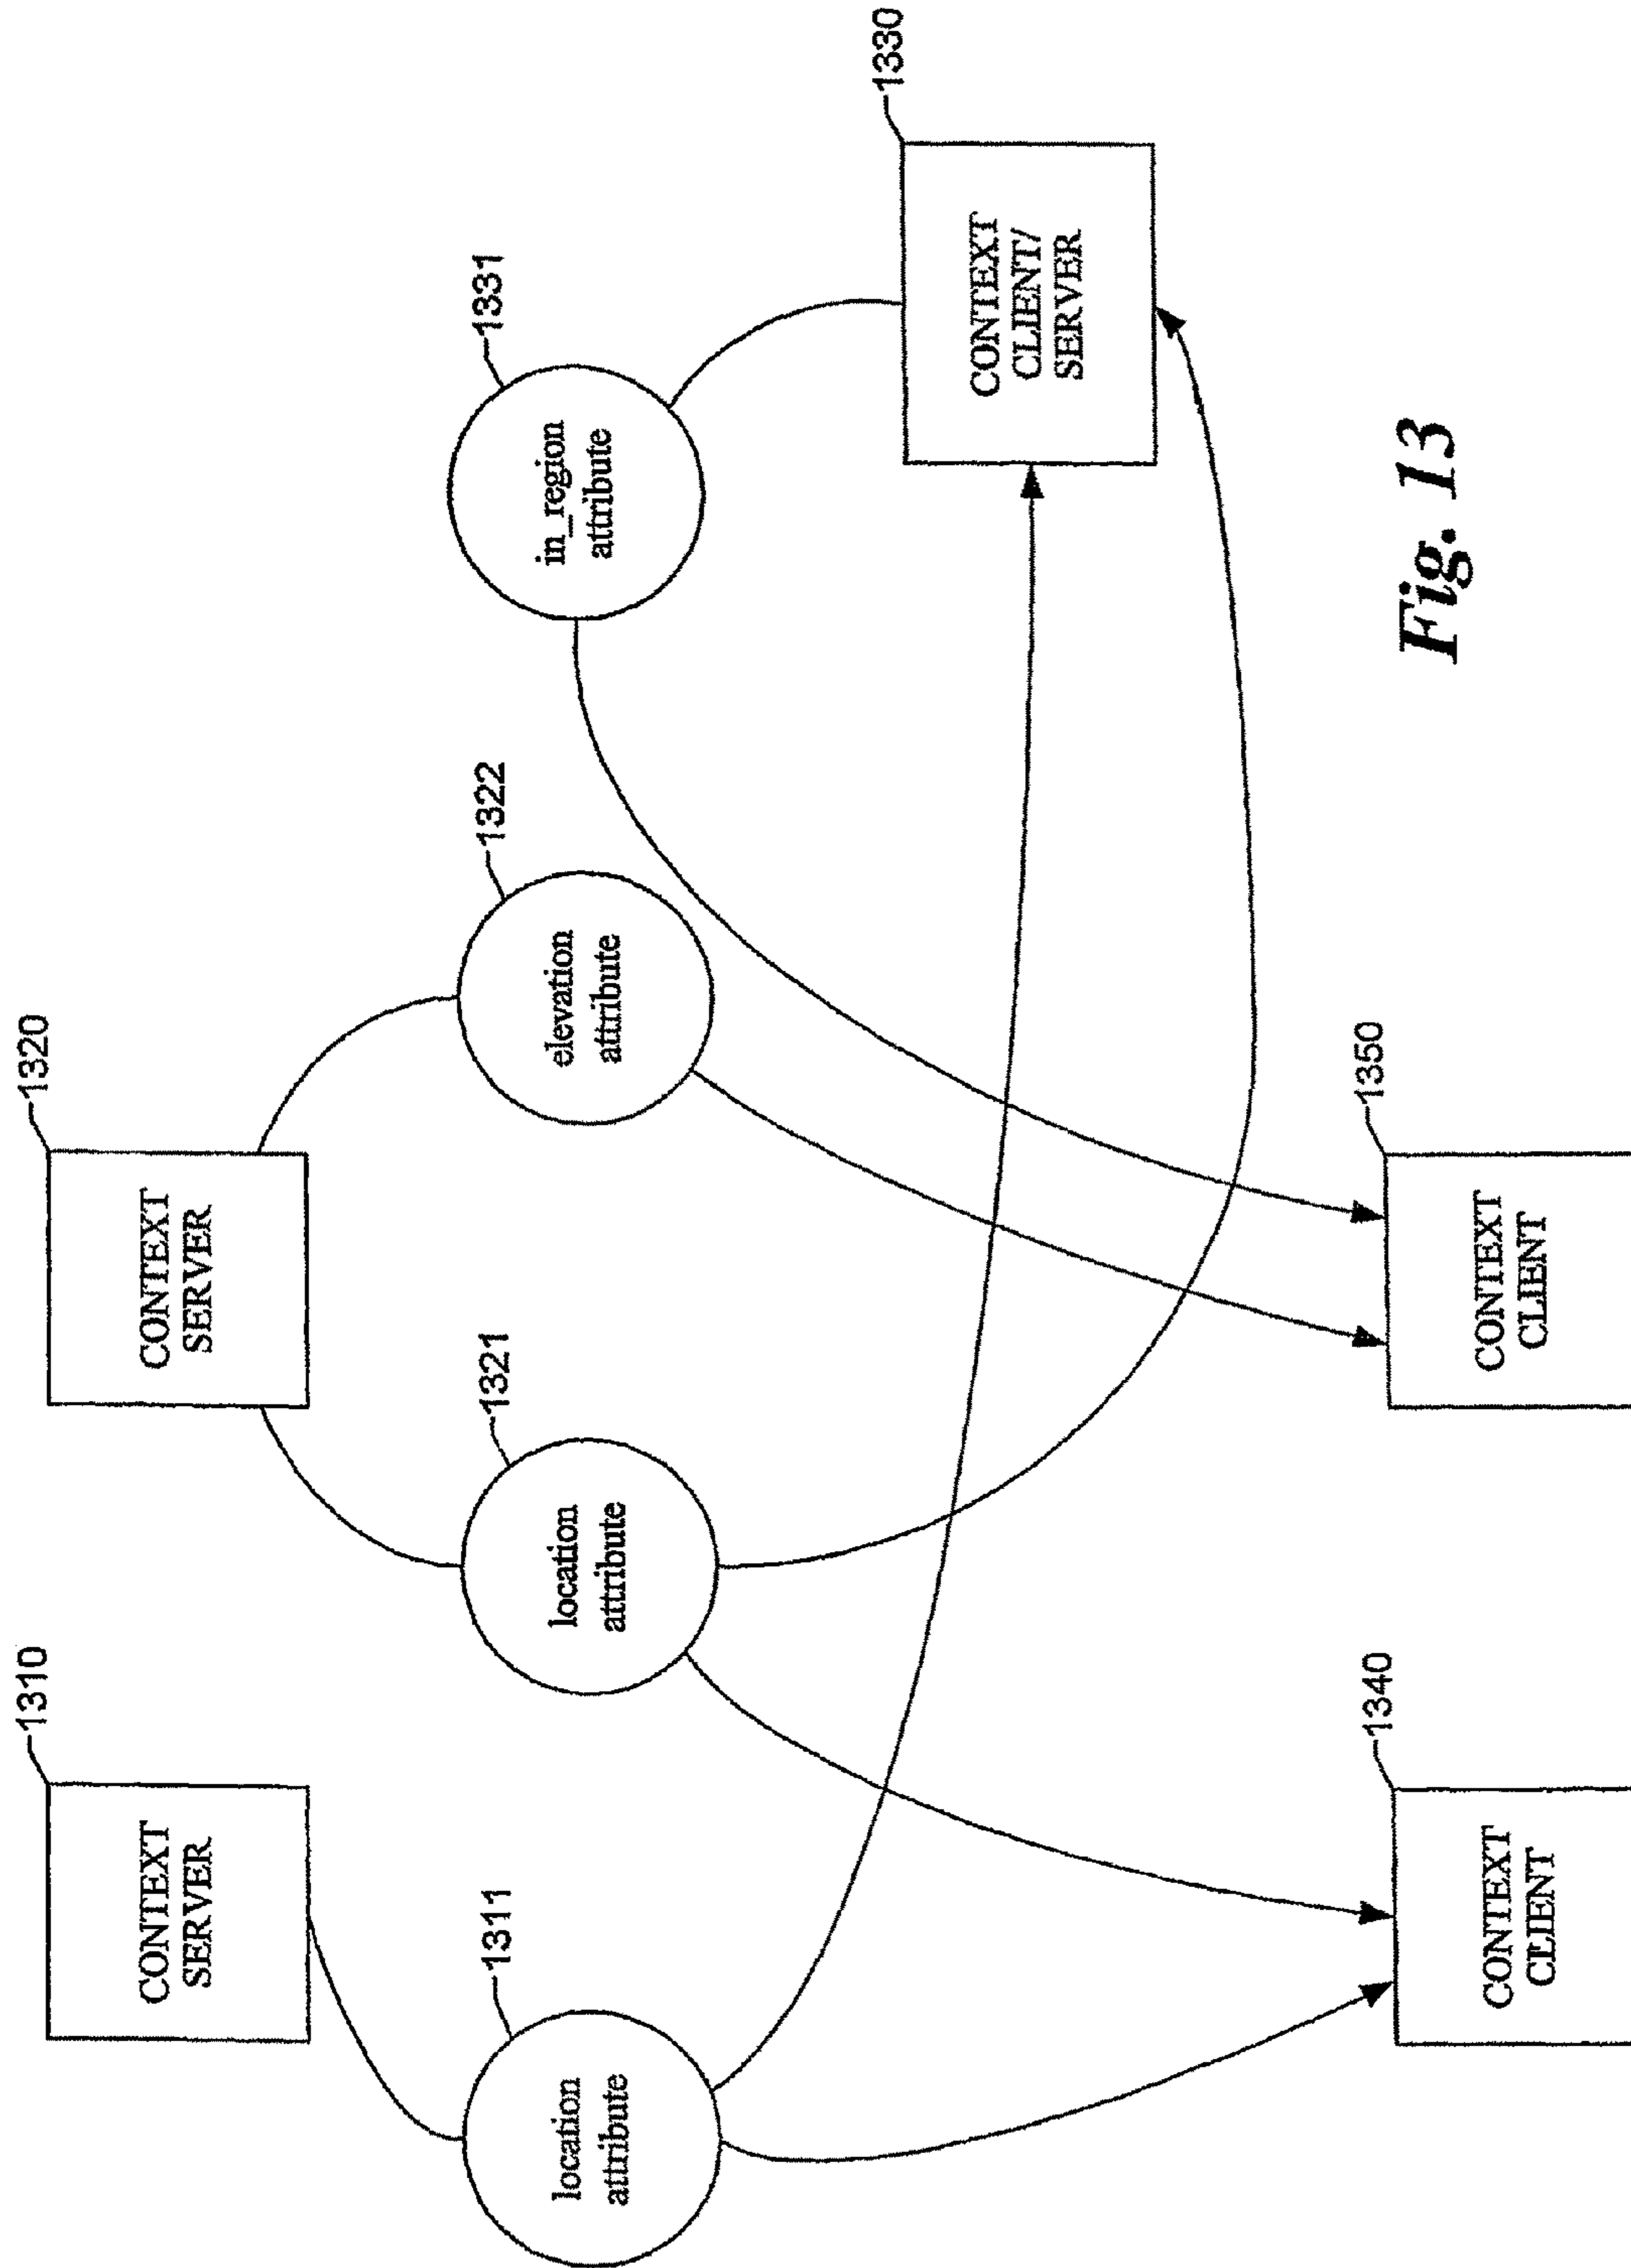 1310
CONTEXT
SERVER
1320
CONTEXT
SERVER
1311
location
attribute
1321
location
attribute
1322
elevation
attribute
1331
in_region
attribute
1330
CONTEXT
CLIENT/
SERVER
1340
CONTEXT
CLIENT
1350
CONTEXT
CLIENT
Fig. 13